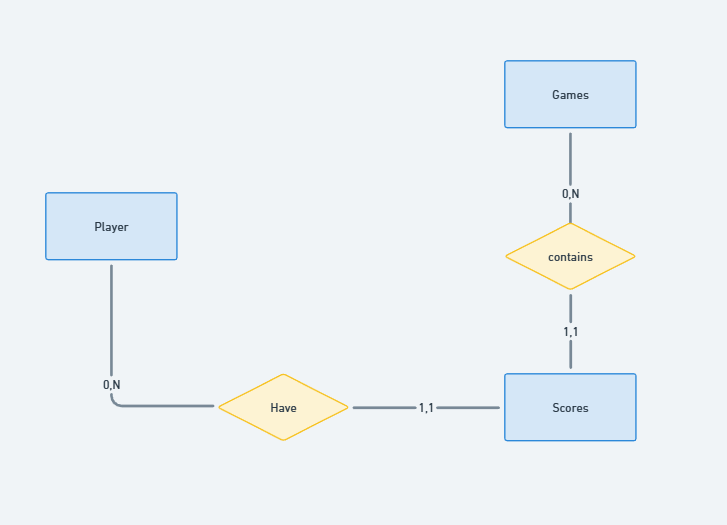 Games
0,N
Player
contains
1,1
0,N
Have
1,1
Scores